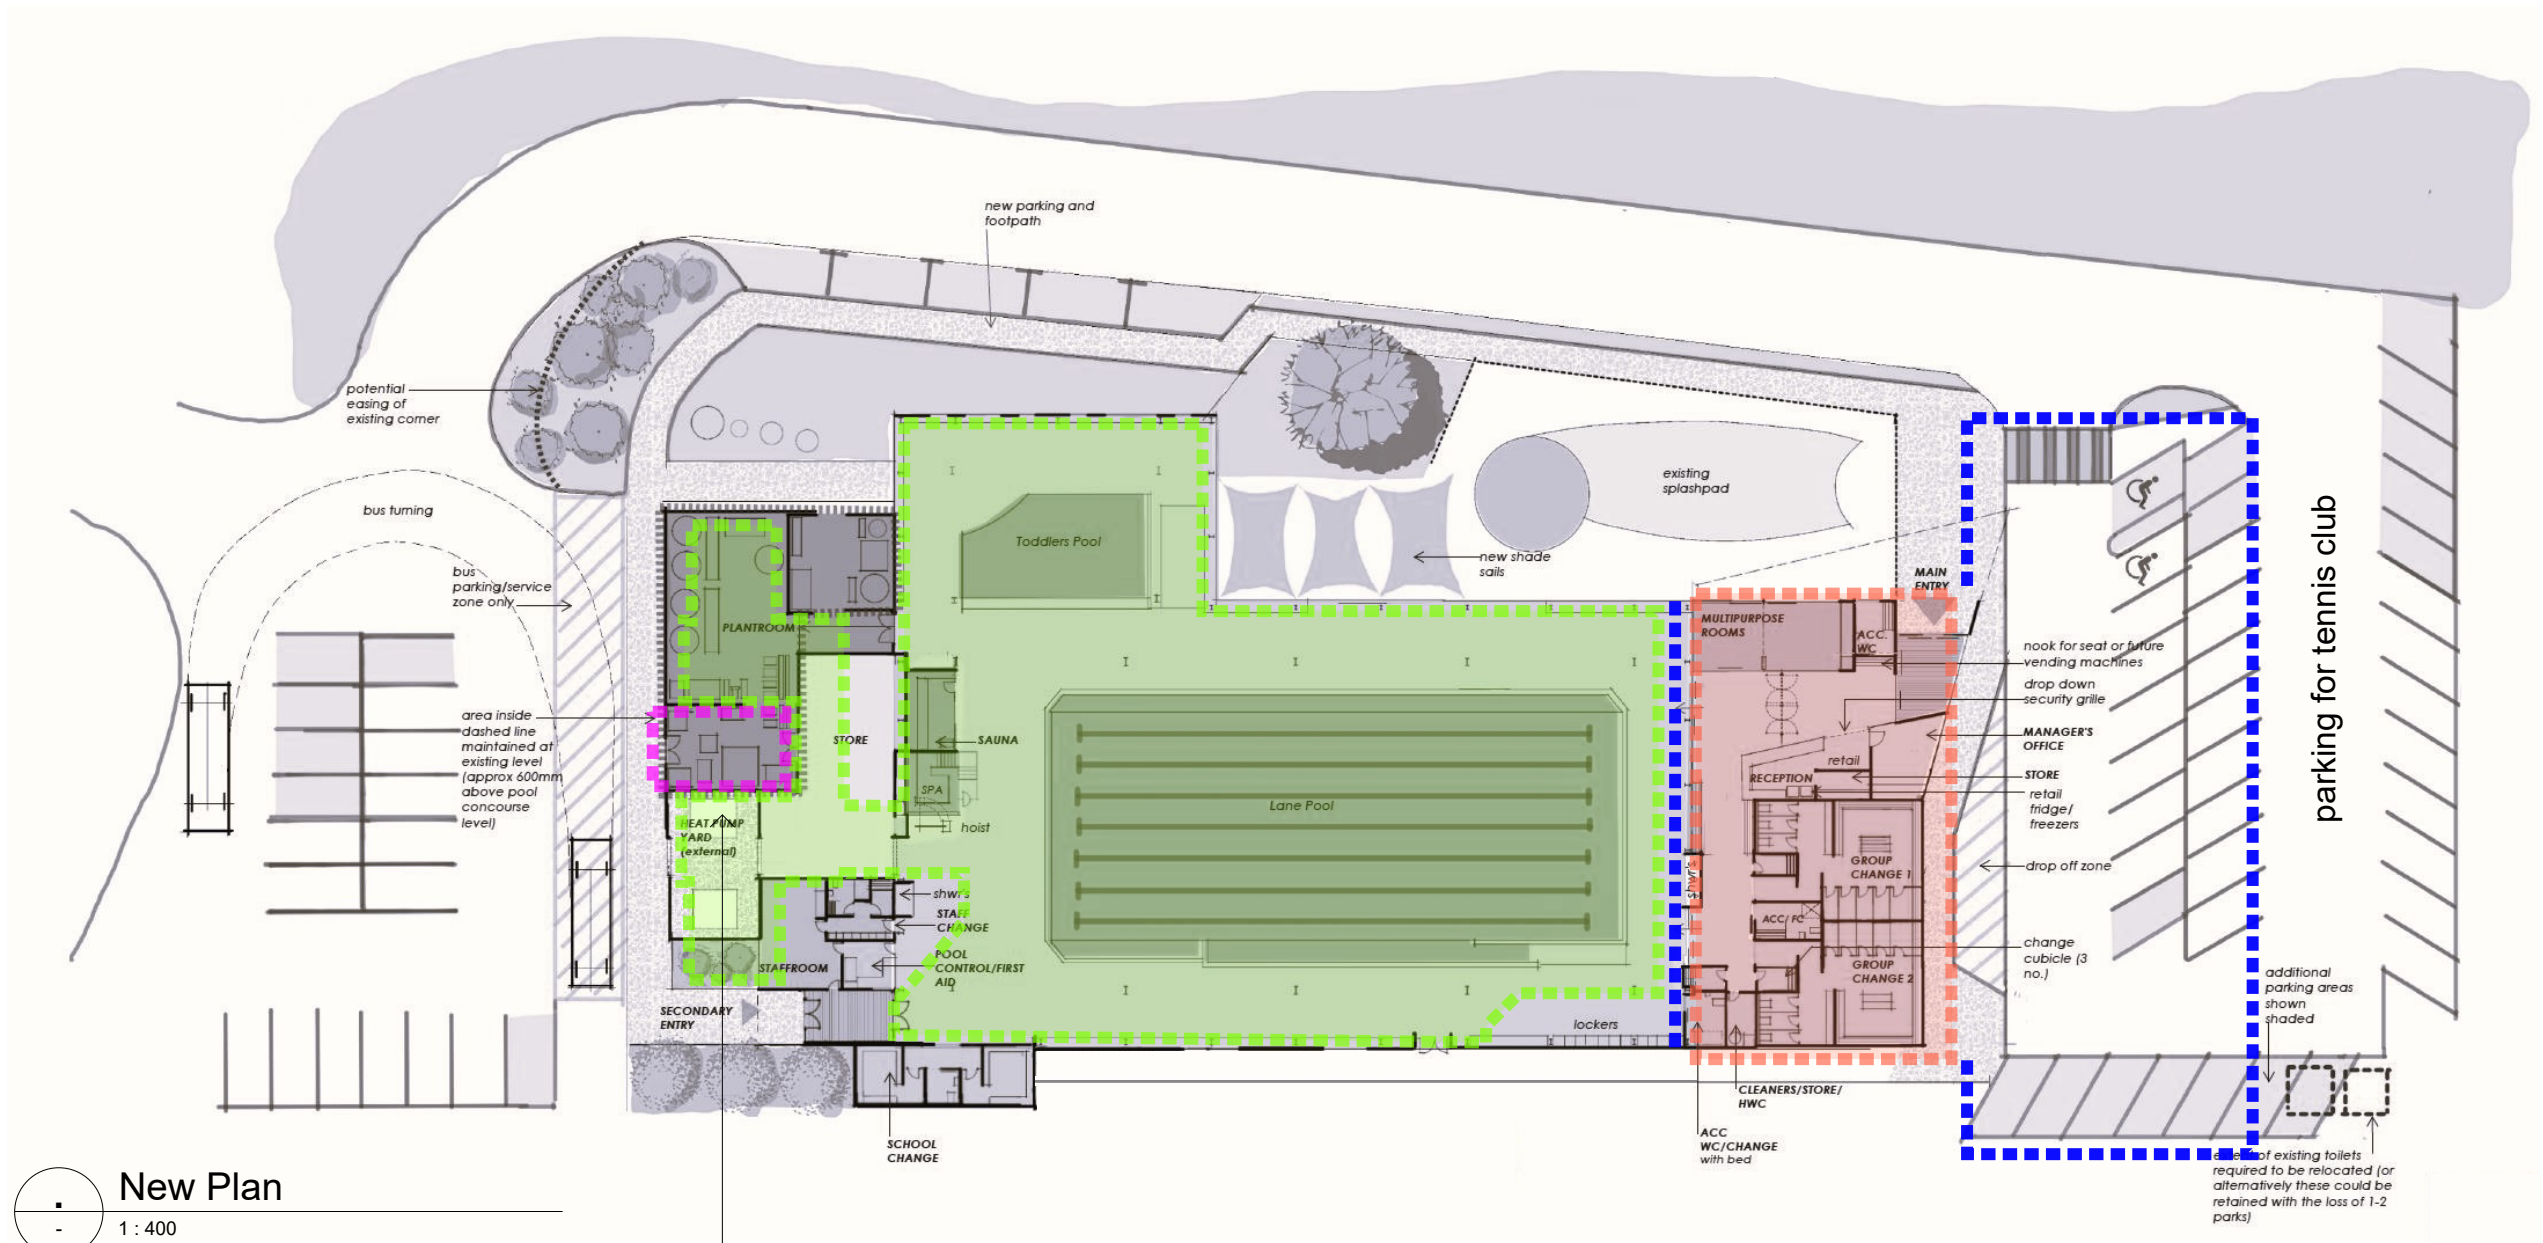 new parking and
footpath
potential
easing of
existing corner
bus turning
bus
parking/service
zone only
existing
splashpad
Toddlers Pool
new shade
sails
parking for tennis club
MAIN
ENTRY
PLANTROOM
MULTIPURPOSE
ROOMS
ACC.
WC
nook for seat or future
vending machines
drop down
security grille
area inside
dashed line
maintained at
existing level
(approx 600mm
above pool
concourse
level)
STORE
SAUNA
MANAGER'S
OFFICE
retail
RECEPTION
STORE
retail
fridge/
freezers
SPA
Lane Pool
hoist
HEAT PUMP
YARD
(external)
GROUP
CHANGE 1
drop off zone
shwr's
shwr's
STAFF
CHANGE
ACC/ FC
POOL
CONTROL/FIRST
AID
STAFFROOM
GROUP
CHANGE 2
change
cubicle (3
no.)
additional
parking areas
shown
shaded
SECONDARY
ENTRY
lockers
CLEANERS/STORE/
HWC
SCHOOL
CHANGE
ACC
WC/CHANGE
with bed
of existing toilets
required to be relocated (or
alternatively these could be
retained with the loss of 1-2
parks)
New Plan
1 : 400